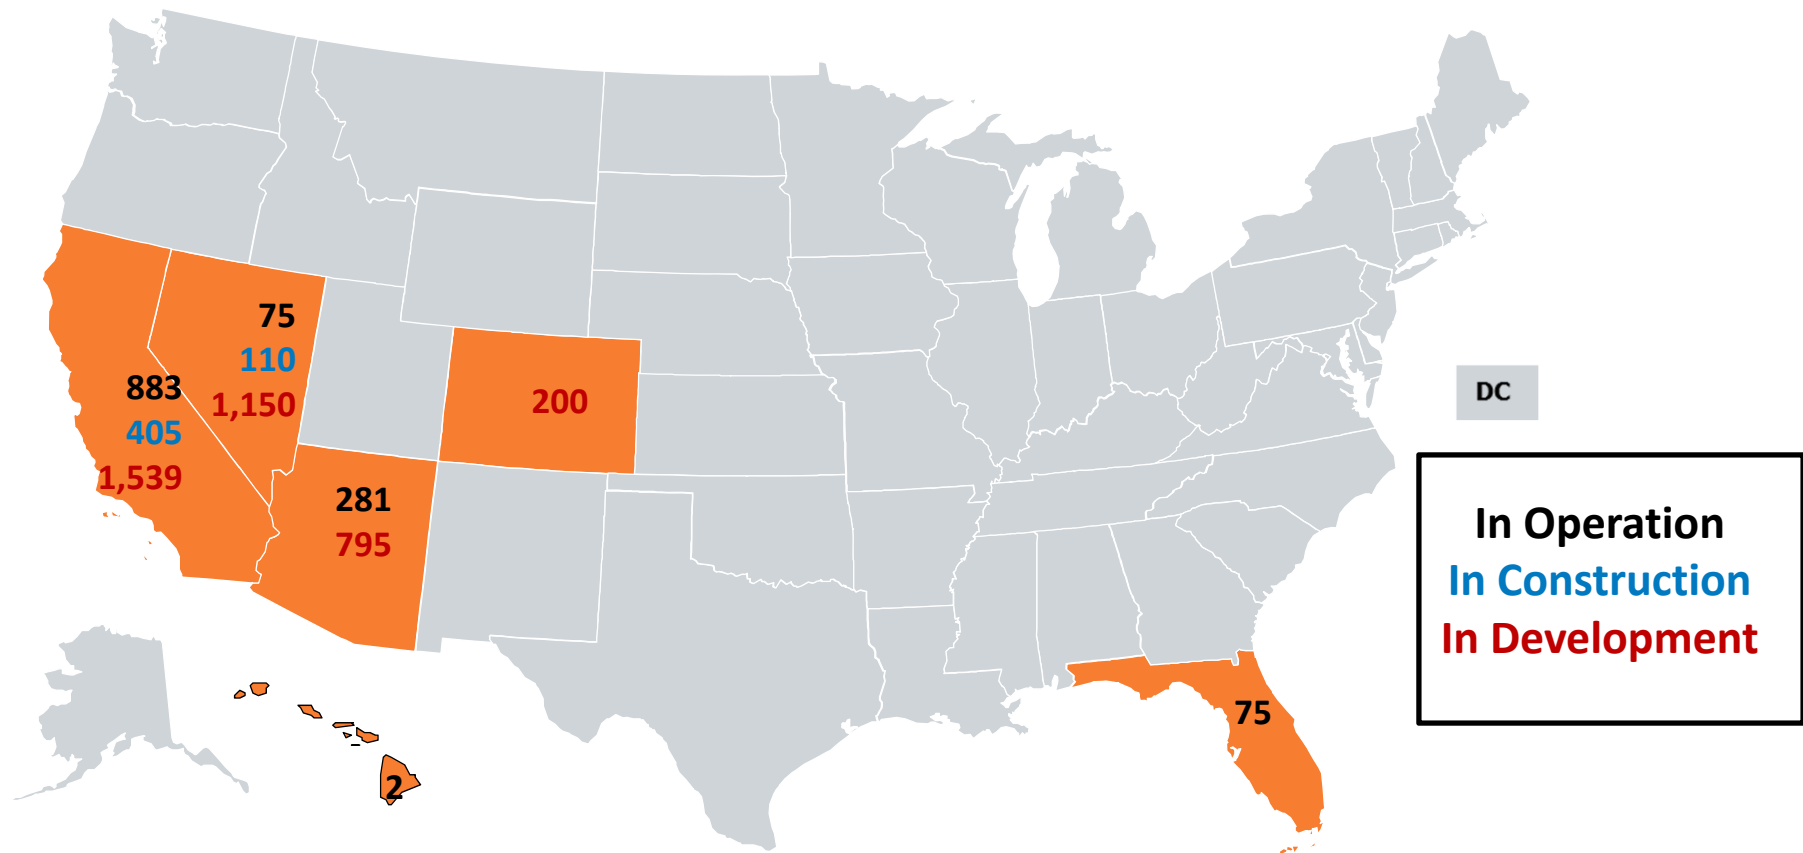 75
110
1,150
883
405
1,539
200
281
795
2
75
DC
In Operation
In Construction
In Development